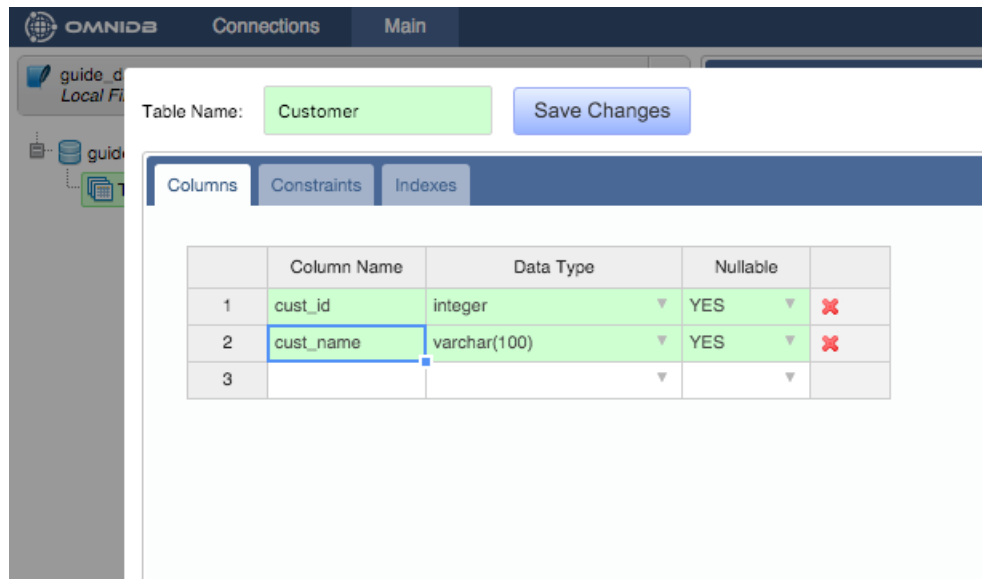 OMNIDB Connections Main
guide_d
Local Fi
Table Name: Customer Save Changes
guid
T
Columns Constraints Indexes
Column Name Data Type Nullable
1 cust_id integer YES
2 cust_name varchar(100) YES
3